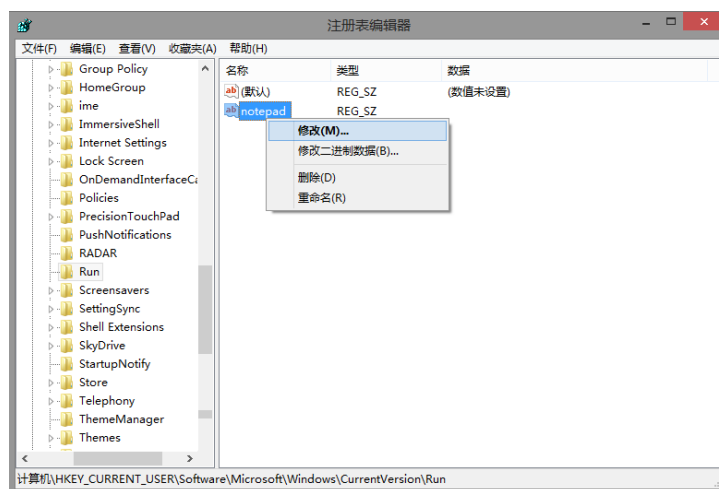 注册表编辑器
文件(F) 编辑(E) 查看(V) 收藏夹(A) 帮助(H)
Group Policy
HomeGroup
ime
ImmersiveShell
Internet Settings
Lock Screen
OnDemandInterfaceCa
Policies
PrecisionTouchPad
PushNotifications
RADAR
Run
Screensavers
SettingSync
Shell Extensions
SkyDrive
StartupNotify
Store
Telephony
ThemeManager
Themes
名称 类型 数据
ab (默认) REG_SZ (数值未设置)
ab notepad REG_SZ
修改(M)...
修改二进制数据(B)...
删除(D)
重命名(R)
计算机\HKEY_CURRENT_USER\Software\Microsoft\Windows\CurrentVersion\Run